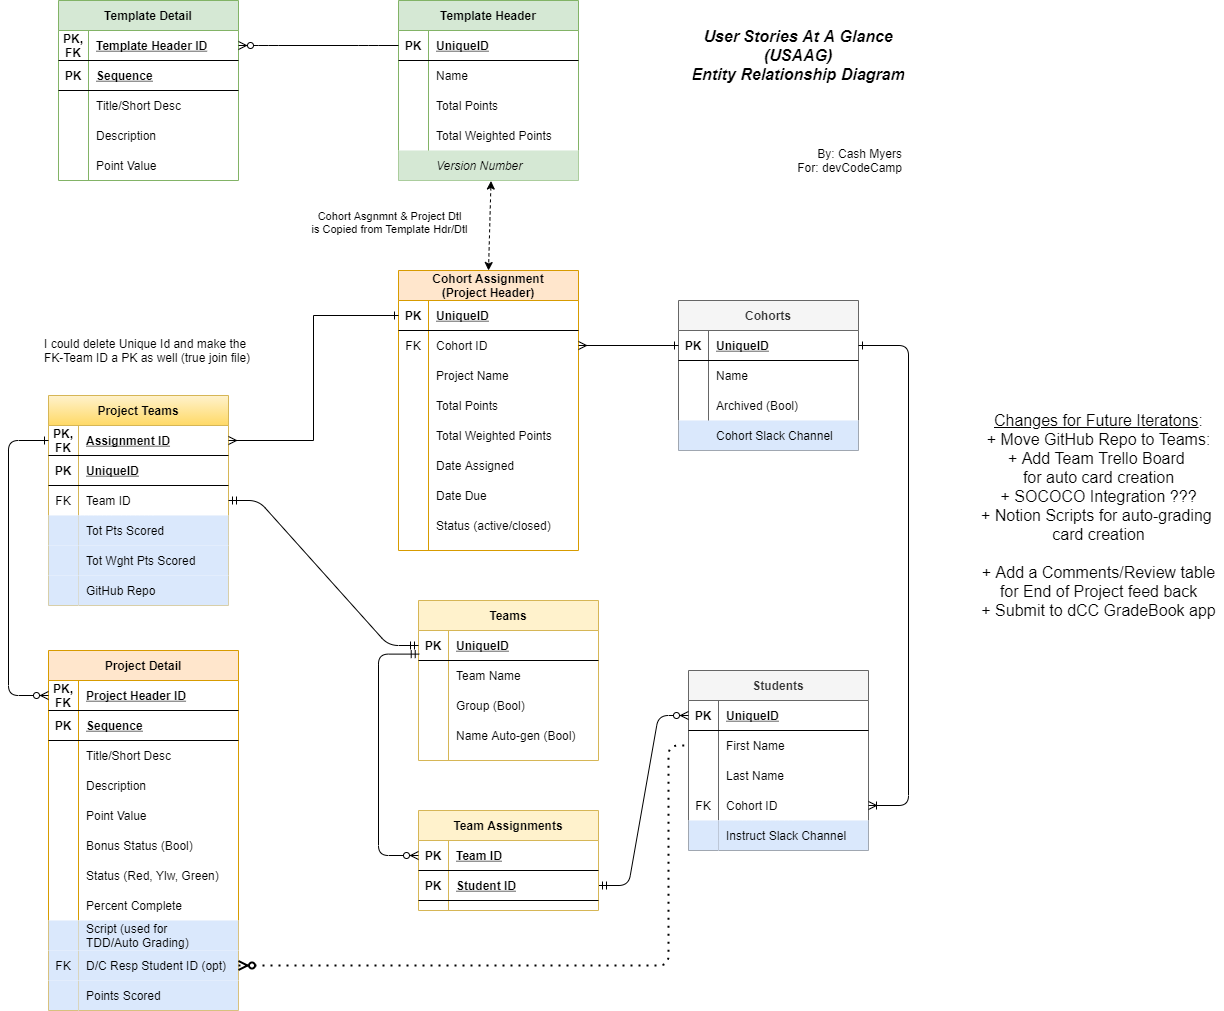 Template Detail
PK,
FK
Template Header ID
PK
Sequence
Title/Short Desc
Description
Point Value
Template Header
PK
UniqueID
Name
Total Points
Total Weighted Points
Version Number
User Stories At A Glance
(USAAG)
Entity Relationship Diagram
By: Cash Myers
For: devCodeCamp
Cohort Asgnmnt & Project Dtl
is Copied from Template Hdr/Dtl
Cohort Assignment
(Project Header)
PK
UniqueID
FK
Cohort ID
Project Name
Total Points
Total Weighted Points
Date Assigned
Date Due
Status (active/closed)
Cohorts
PK
UniqueID
Name
Archived (Bool)
Cohort Slack Channel
I could delete Unique Id and make the
FK-Team ID a PK as well (true join file)
Project Teams
PK,
FK
Assignment ID
PK
UniqueID
FK
Team ID
Tot Pts Scored
Tot Wght Pts Scored
GitHub Repo
Changes for Future Iteratons:
+ Move GitHub Repo to Teams:
+ Add Team Trello Board
for auto card creation
+ SOCOCO Integration ???
+ Notion Scripts for auto-grading
card creation
+ Add a Comments/Review table
for End of Project feed back
+ Submit to dCC GradeBook app
Teams
PK
UniqueID
Team Name
Group (Bool)
Name Auto-gen (Bool)
Project Detail
PK,
FK
Project Header ID
PK
Sequence
Title/Short Desc
Description
Point Value
Bonus Status (Bool)
Status (Red, Ylw, Green)
Percent Complete
Script (used for
TDD/Auto Grading)
FK
D/C Resp Student ID (opt)
Points Scored
Students
PK
UniqueID
First Name
Last Name
FK
Cohort ID
Instruct Slack Channel
Team Assignments
PK
Team ID
PK
Student ID